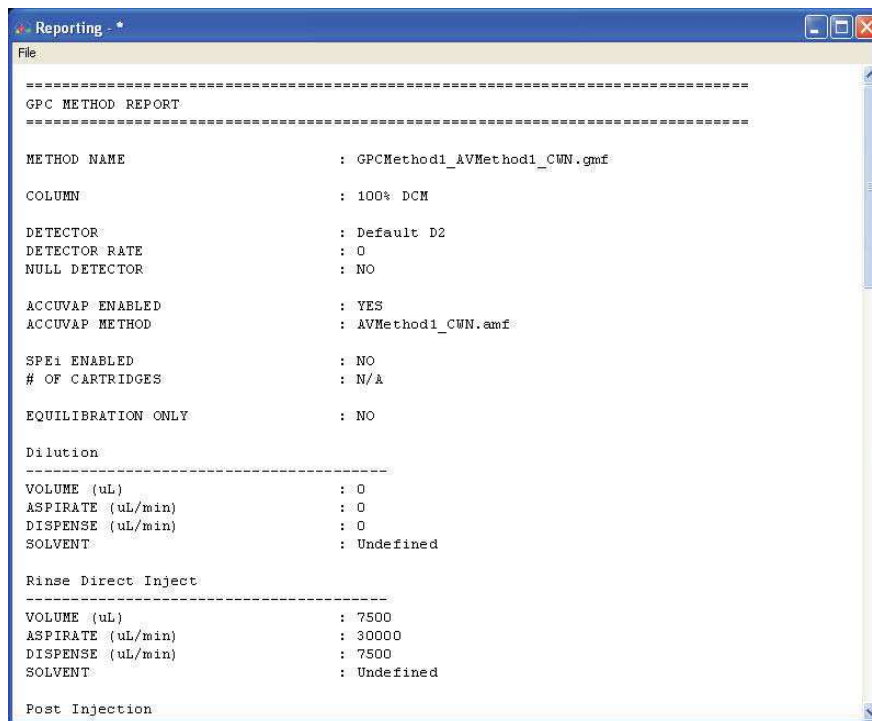 Reporting - *
File
================================================================================
GPC METHOD REPORT
================================================================================
METHOD NAME : GPCMethod1_AVMethod1_CWN.gmf
COLUMN : 100% DCM
DETECTOR : Default D2
DETECTOR RATE : 0
NULL DETECTOR : NO
ACCUVAP ENABLED : YES
ACCUVAP METHOD : AVMethod1_CWN.amf
SPEi ENABLED : NO
# OF CARTRIDGES : N/A
EQUILIBRATION ONLY : NO
Dilution
----------------------------------------
VOLUME (uL) : 0
ASPIRATE (uL/min) : 0
DISPENSE (uL/min) : 0
SOLVENT : Undefined
Rinse Direct Inject
----------------------------------------
VOLUME (uL) : 7500
ASPIRATE (uL/min) : 30000
DISPENSE (uL/min) : 7500
SOLVENT : Undefined
Post Injection